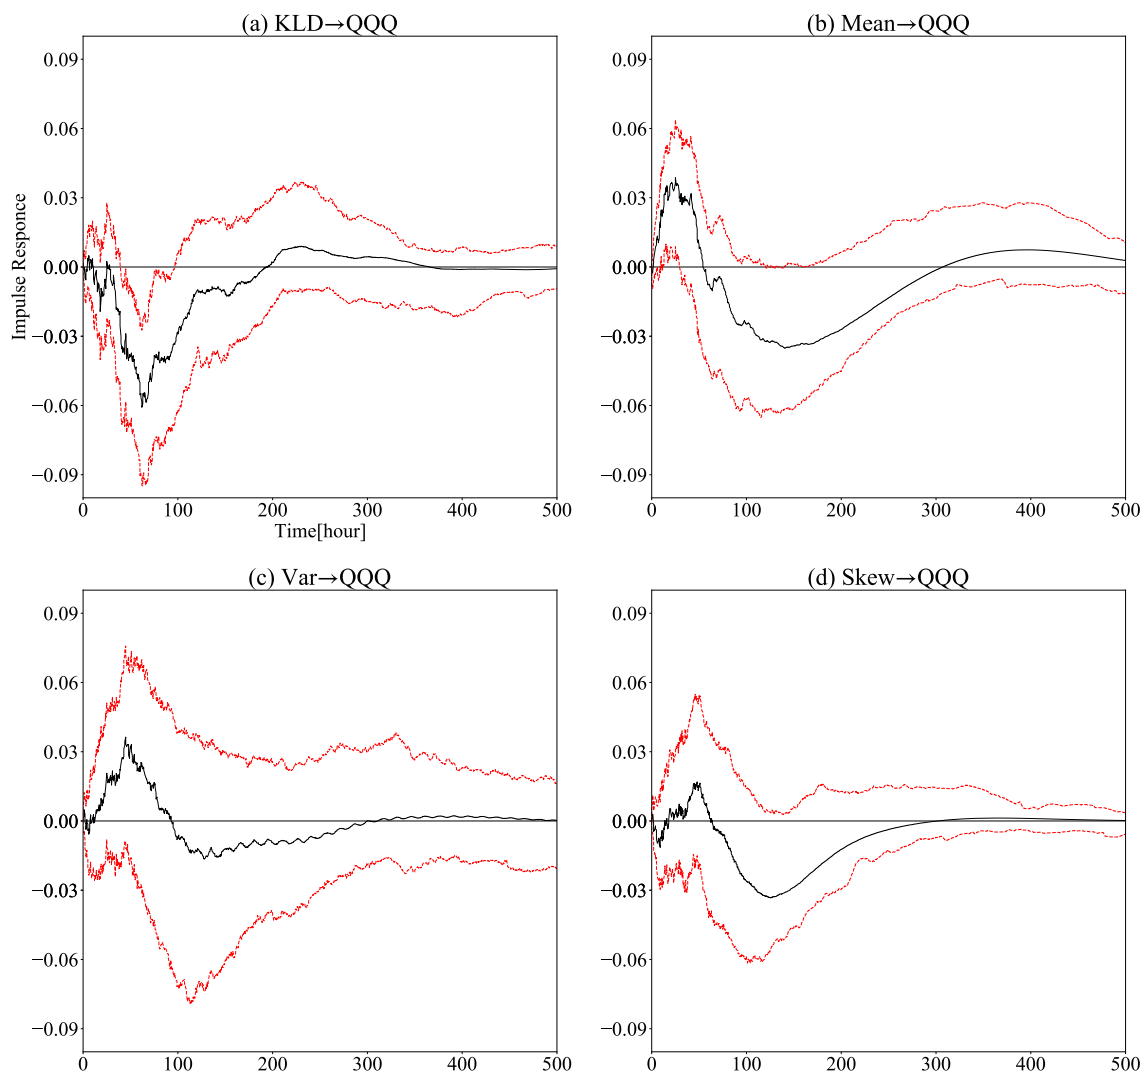 (a) KLD→QQQ
(b) Mean→QQQ
0.09
0.06
0.03
0.00
−0.03
−0.06
−0.09
Impulse Responce
0 100 200 300 400 500
Time[hour]
0.09
0.06
0.03
0.00
−0.03
−0.06
−0.09
0 100 200 300 400 500
(c) Var→QQQ
(d) Skew→QQQ
0.09
0.06
0.03
0.00
−0.03
−0.06
−0.09
0 100 200 300 400 500
0.09
0.06
0.03
0.00
−0.03
−0.06
−0.09
0 100 200 300 400 500